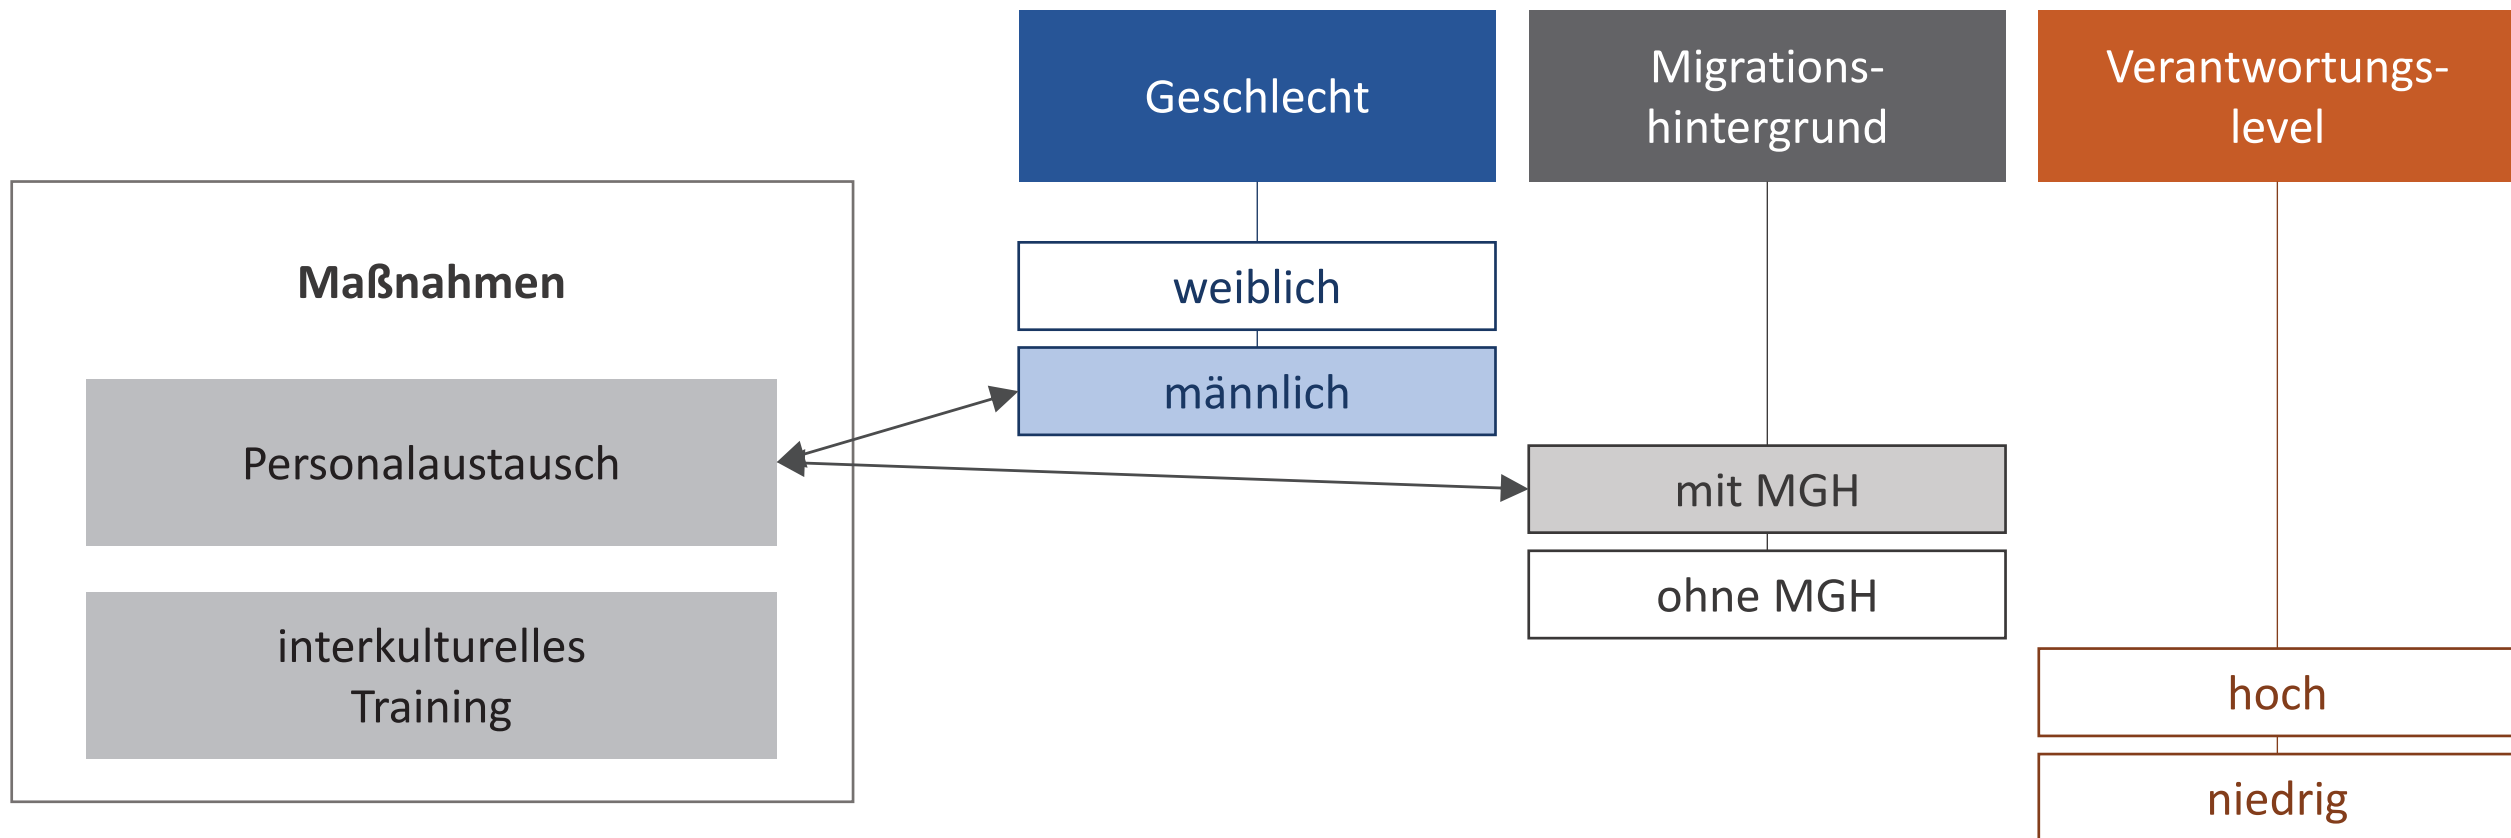 Geschlecht
Migrations-
hintergrund
Verantwortungs-
level
Maßnahmen
weiblich
männlich
Personalaustausch
mit MGH
ohne MGH
interkulturelles
Training
hoch
niedrig